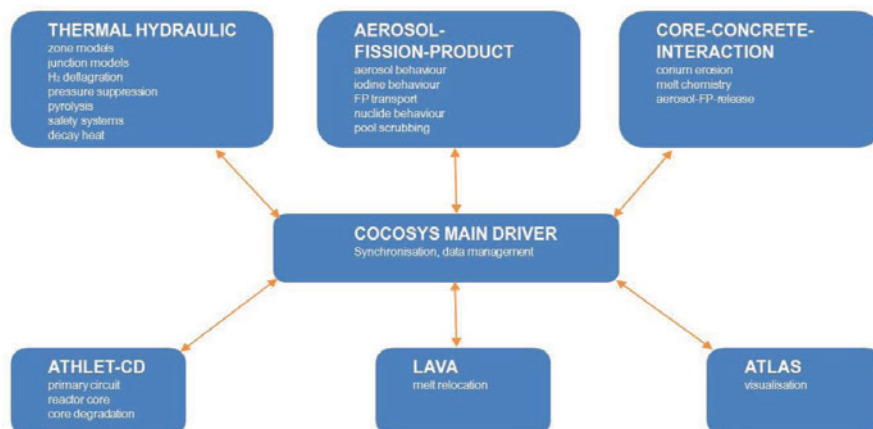 THERMAL HYDRAULIC
zone models
junction models
H₂ deflagration
pressure suppression
pyrolysis
safety systems
decay heat
AEROSOL-
FISSION-PRODUCT
aerosol behaviour
iodine behaviour
FP transport
nuclide behaviour
pool scrubbing
CORE-CONCRETE-
INTERACTION
corium erosion
melt chemistry
aerosol-FP-release
COCOSYS MAIN DRIVER
Synchronisation, data management
ATHLET-CD
primary circuit
reactor core
core degradation
LAVA
melt relocation
ATLAS
visualisation